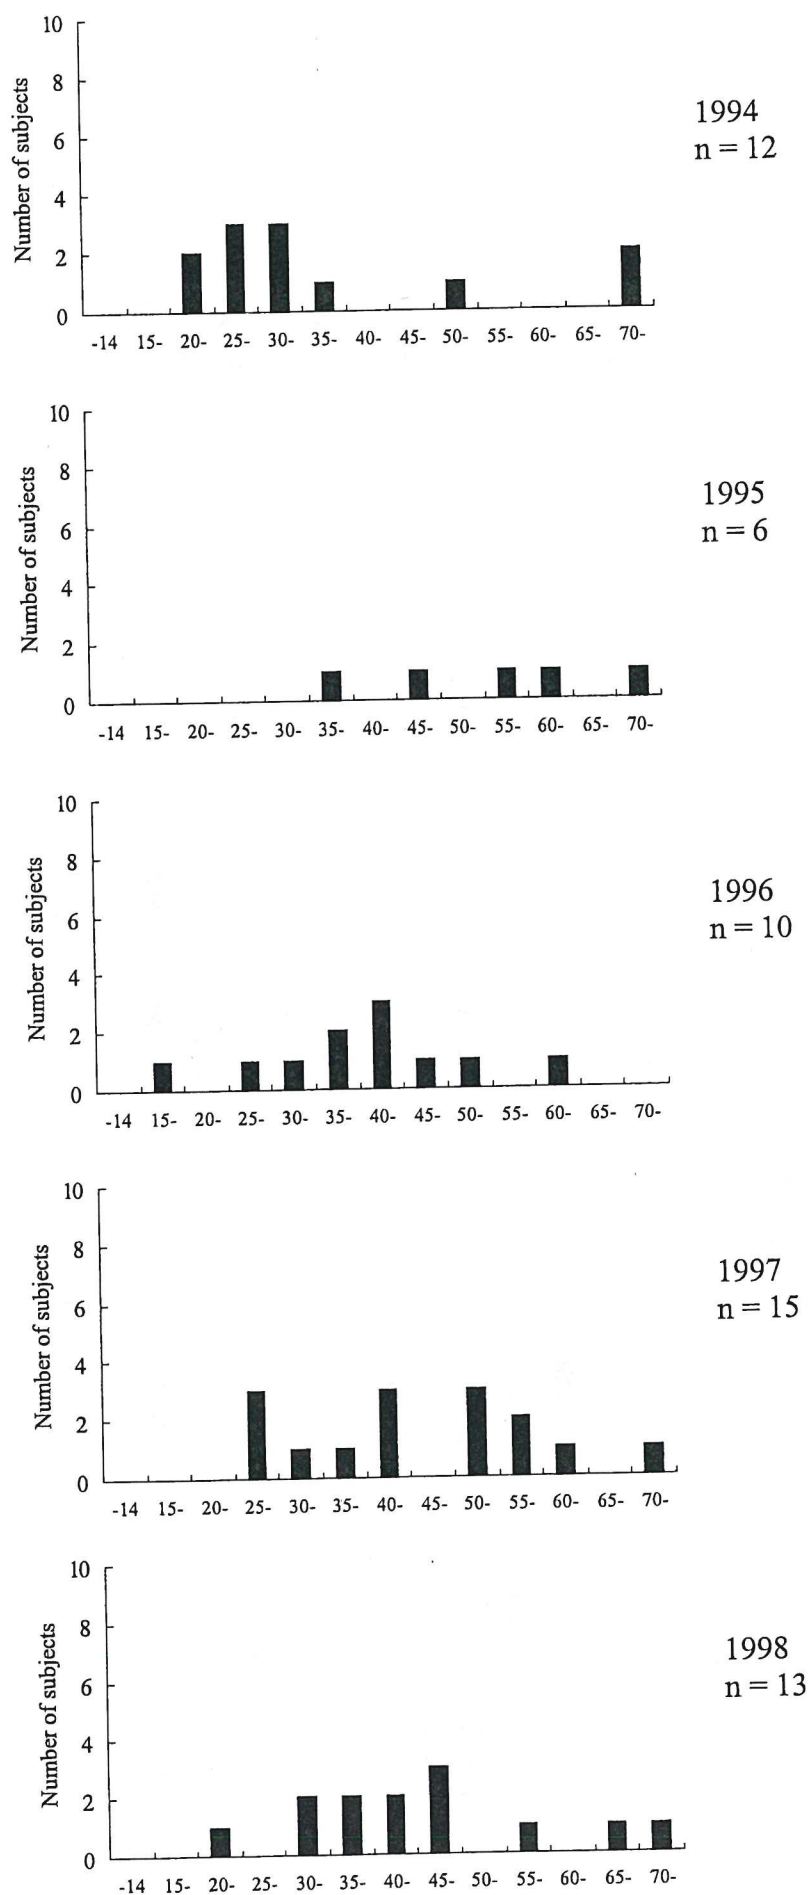 10
8
6
4
2
0
Number of subjects
-14 15- 20- 25- 30- 35- 40- 45- 50- 55- 60- 65- 70-
1994
n = 12
10
8
6
4
2
0
Number of subjects
-14 15- 20- 25- 30- 35- 40- 45- 50- 55- 60- 65- 70-
1995
n = 6
10
8
6
4
2
0
Number of subjects
-14 15- 20- 25- 30- 35- 40- 45- 50- 55- 60- 65- 70-
1996
n = 10
10
8
6
4
2
0
Number of subjects
-14 15- 20- 25- 30- 35- 40- 45- 50- 55- 60- 65- 70-
1997
n = 15
10
8
6
4
2
0
Number of subjects
-14 15- 20- 25- 30- 35- 40- 45- 50- 55- 60- 65- 70-
1998
n = 13